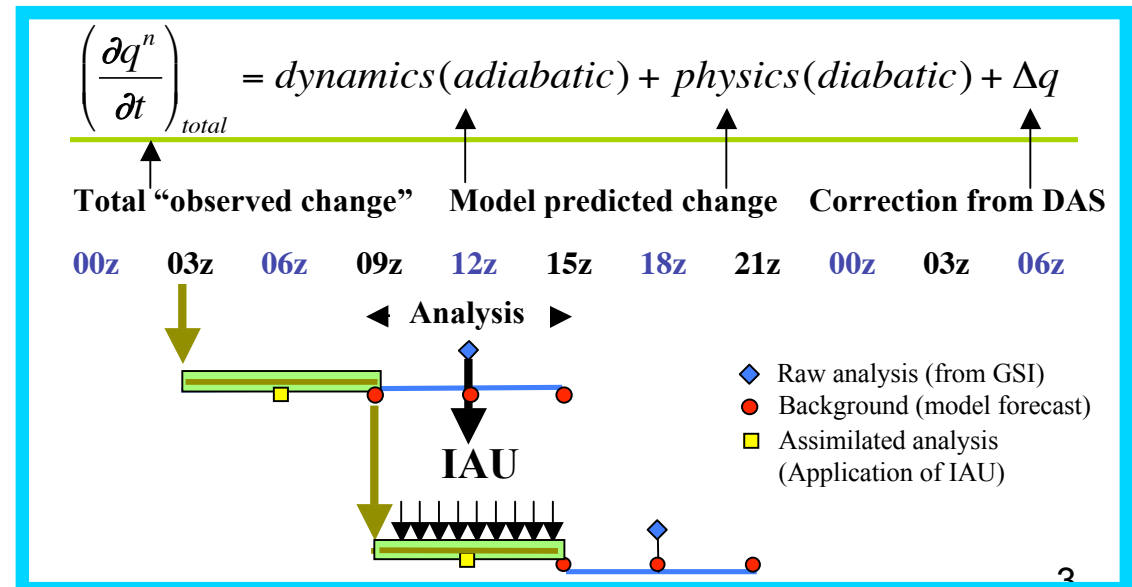 (∂qⁿ/∂t)total = dynamics(adiabatic) + physics(diabatic) + Δq
Total “observed change” Model predicted change Correction from DAS
00z 03z 06z 09z 12z 15z 18z 21z 00z 03z 06z
Analysis
Raw analysis (from GSI)
Background (model forecast)
Assimilated analysis
(Application of IAU)
IAU